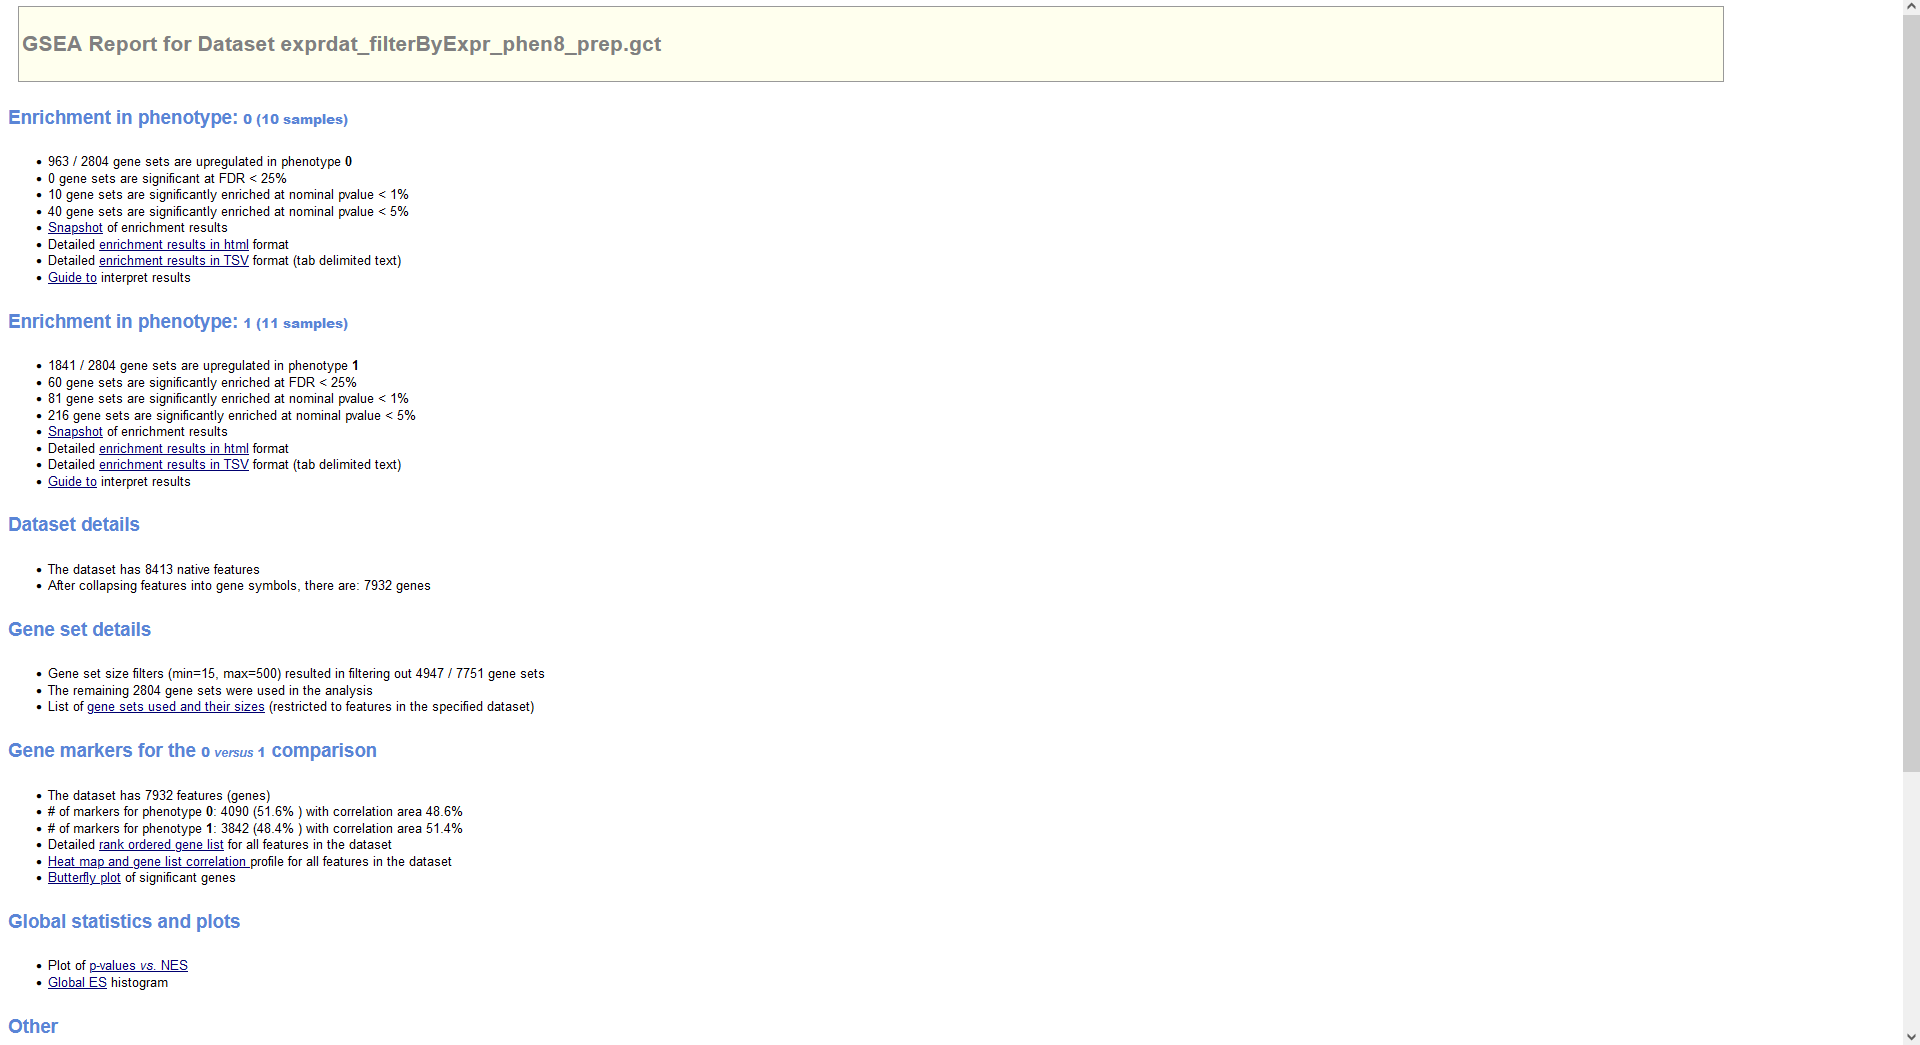 GSEA Report for Dataset exprdat_filterByExpr_phen8_prep.gct
Enrichment in phenotype: 0 (10 samples)
963 / 2804 gene sets are upregulated in phenotype 0
0 gene sets are significant at FDR < 25%
10 gene sets are significantly enriched at nominal pvalue < 1%
40 gene sets are significantly enriched at nominal pvalue < 5%
Snapshot of enrichment results
Detailed enrichment results in html format
Detailed enrichment results in TSV format (tab delimited text)
Guide to interpret results
Enrichment in phenotype: 1 (11 samples)
1841 / 2804 gene sets are upregulated in phenotype 1
60 gene sets are significantly enriched at FDR < 25%
81 gene sets are significantly enriched at nominal pvalue < 1%
216 gene sets are significantly enriched at nominal pvalue < 5%
Snapshot of enrichment results
Detailed enrichment results in html format
Detailed enrichment results in TSV format (tab delimited text)
Guide to interpret results
Dataset details
The dataset has 8413 native features
After collapsing features into gene symbols, there are: 7932 genes
Gene set details
Gene set size filters (min=15, max=500) resulted in filtering out 4947 / 7751 gene sets
The remaining 2804 gene sets were used in the analysis
List of gene sets used and their sizes (restricted to features in the specified dataset)
Gene markers for the 0 versus 1 comparison
The dataset has 7932 features (genes)
# of markers for phenotype 0: 4090 (51.6% ) with correlation area 48.6%
# of markers for phenotype 1: 3842 (48.4% ) with correlation area 51.4%
Detailed rank ordered gene list for all features in the dataset
Heat map and gene list correlation profile for all features in the dataset
Butterfly plot of significant genes
Global statistics and plots
Plot of p-values vs. NES
Global ES histogram
Other